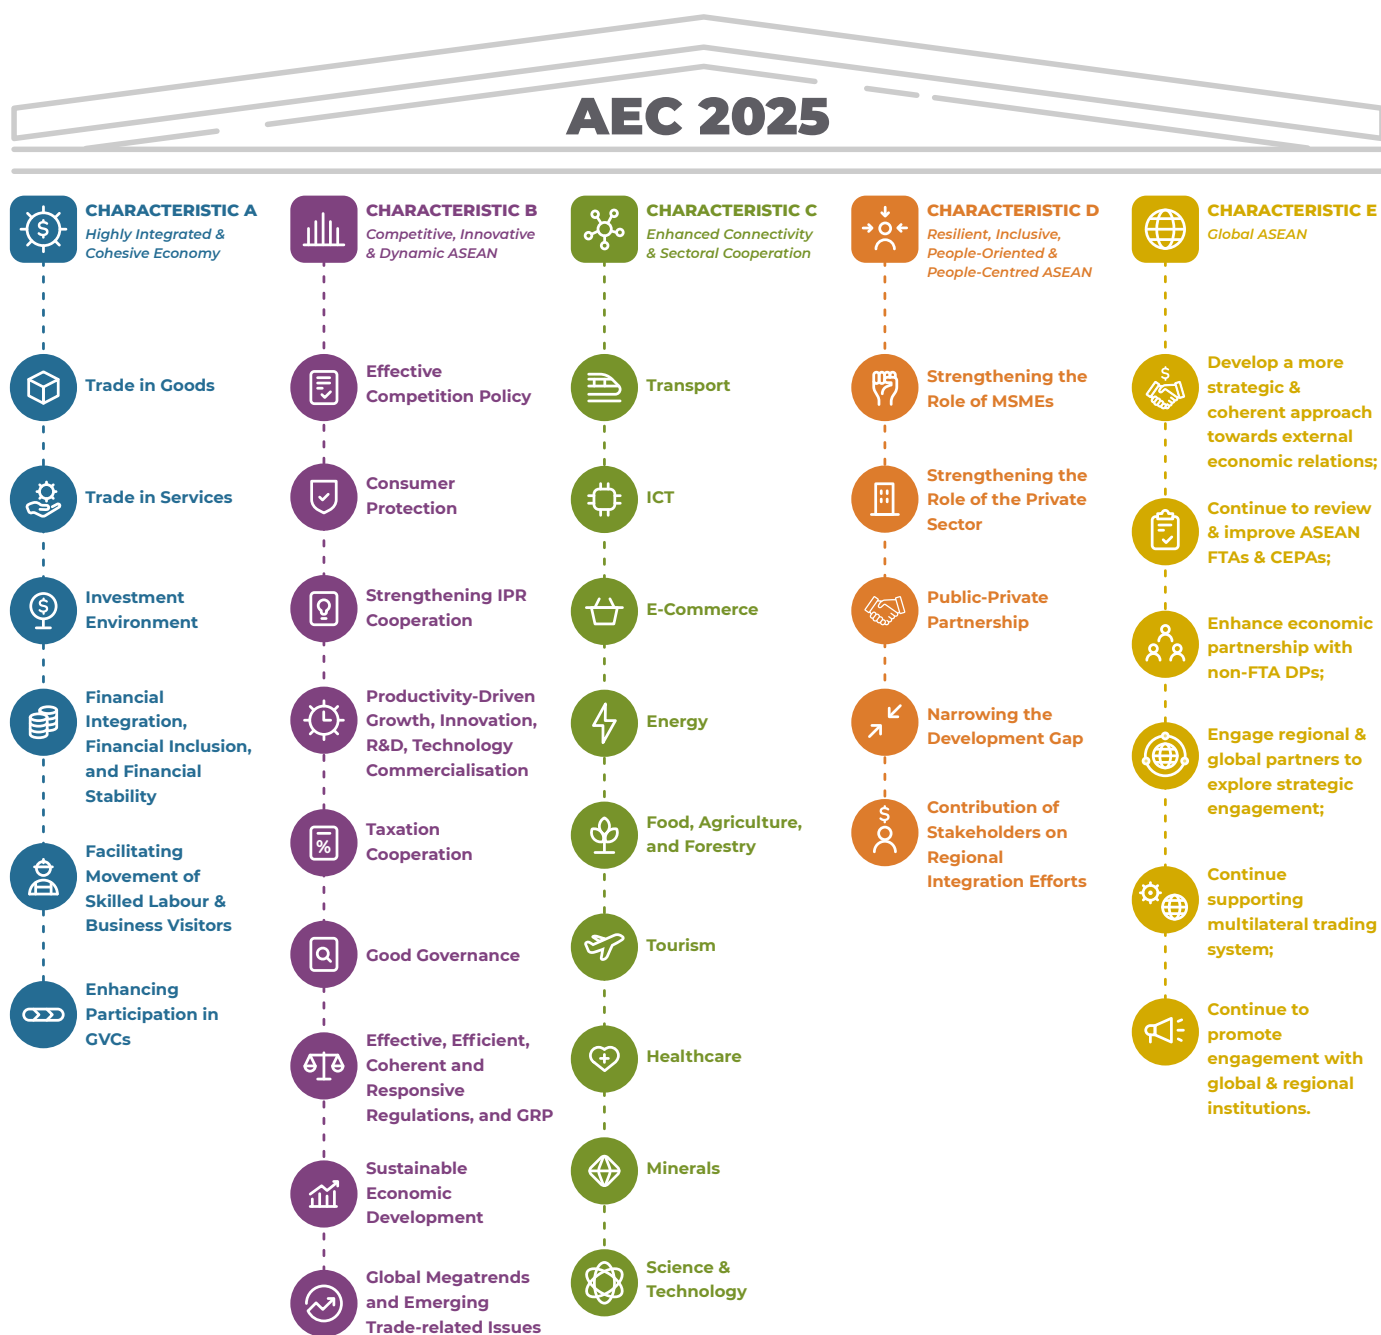 AEC 2025
CHARACTERISTIC A
Highly Integrated &
Cohesive Economy
Trade in Goods
Trade in Services
Investment
Environment
Financial
Integration,
Financial Inclusion,
and Financial
Stability
Facilitating
Movement of
Skilled Labour &
Business Visitors
Enhancing
Participation in
GVCs
CHARACTERISTIC B
Competitive, Innovative
& Dynamic ASEAN
Effective
Competition Policy
Consumer
Protection
Strengthening IPR
Cooperation
Productivity-Driven
Growth, Innovation,
R&D, Technology
Commercialisation
Taxation
Cooperation
Good Governance
Effective, Efficient,
Coherent and
Responsive
Regulations, and GRP
Sustainable
Economic
Development
Global Megatrends
and Emerging
Trade-related Issues
CHARACTERISTIC C
Enhanced Connectivity
& Sectoral Cooperation
Transport
ICT
E-Commerce
Energy
Food, Agriculture,
and Forestry
Tourism
Healthcare
Minerals
Science &
Technology
CHARACTERISTIC D
Resilient, Inclusive,
People-Oriented &
People-Centred ASEAN
Strengthening the
Role of MSMEs
Strengthening the
Role of the Private
Sector
Public-Private
Partnership
Narrowing the
Development Gap
Contribution of
Stakeholders on
Regional
Integration Efforts
CHARACTERISTIC E
Global ASEAN
Develop a more
strategic &
coherent approach
towards external
economic relations;
Continue to review
& improve ASEAN
FTAs & CEPAs;
Enhance economic
partnership with
non-FTA DPs;
Engage regional &
global partners to
explore strategic
engagement;
Continue
supporting
multilateral trading
system;
Continue to
promote
engagement with
global & regional
institutions.